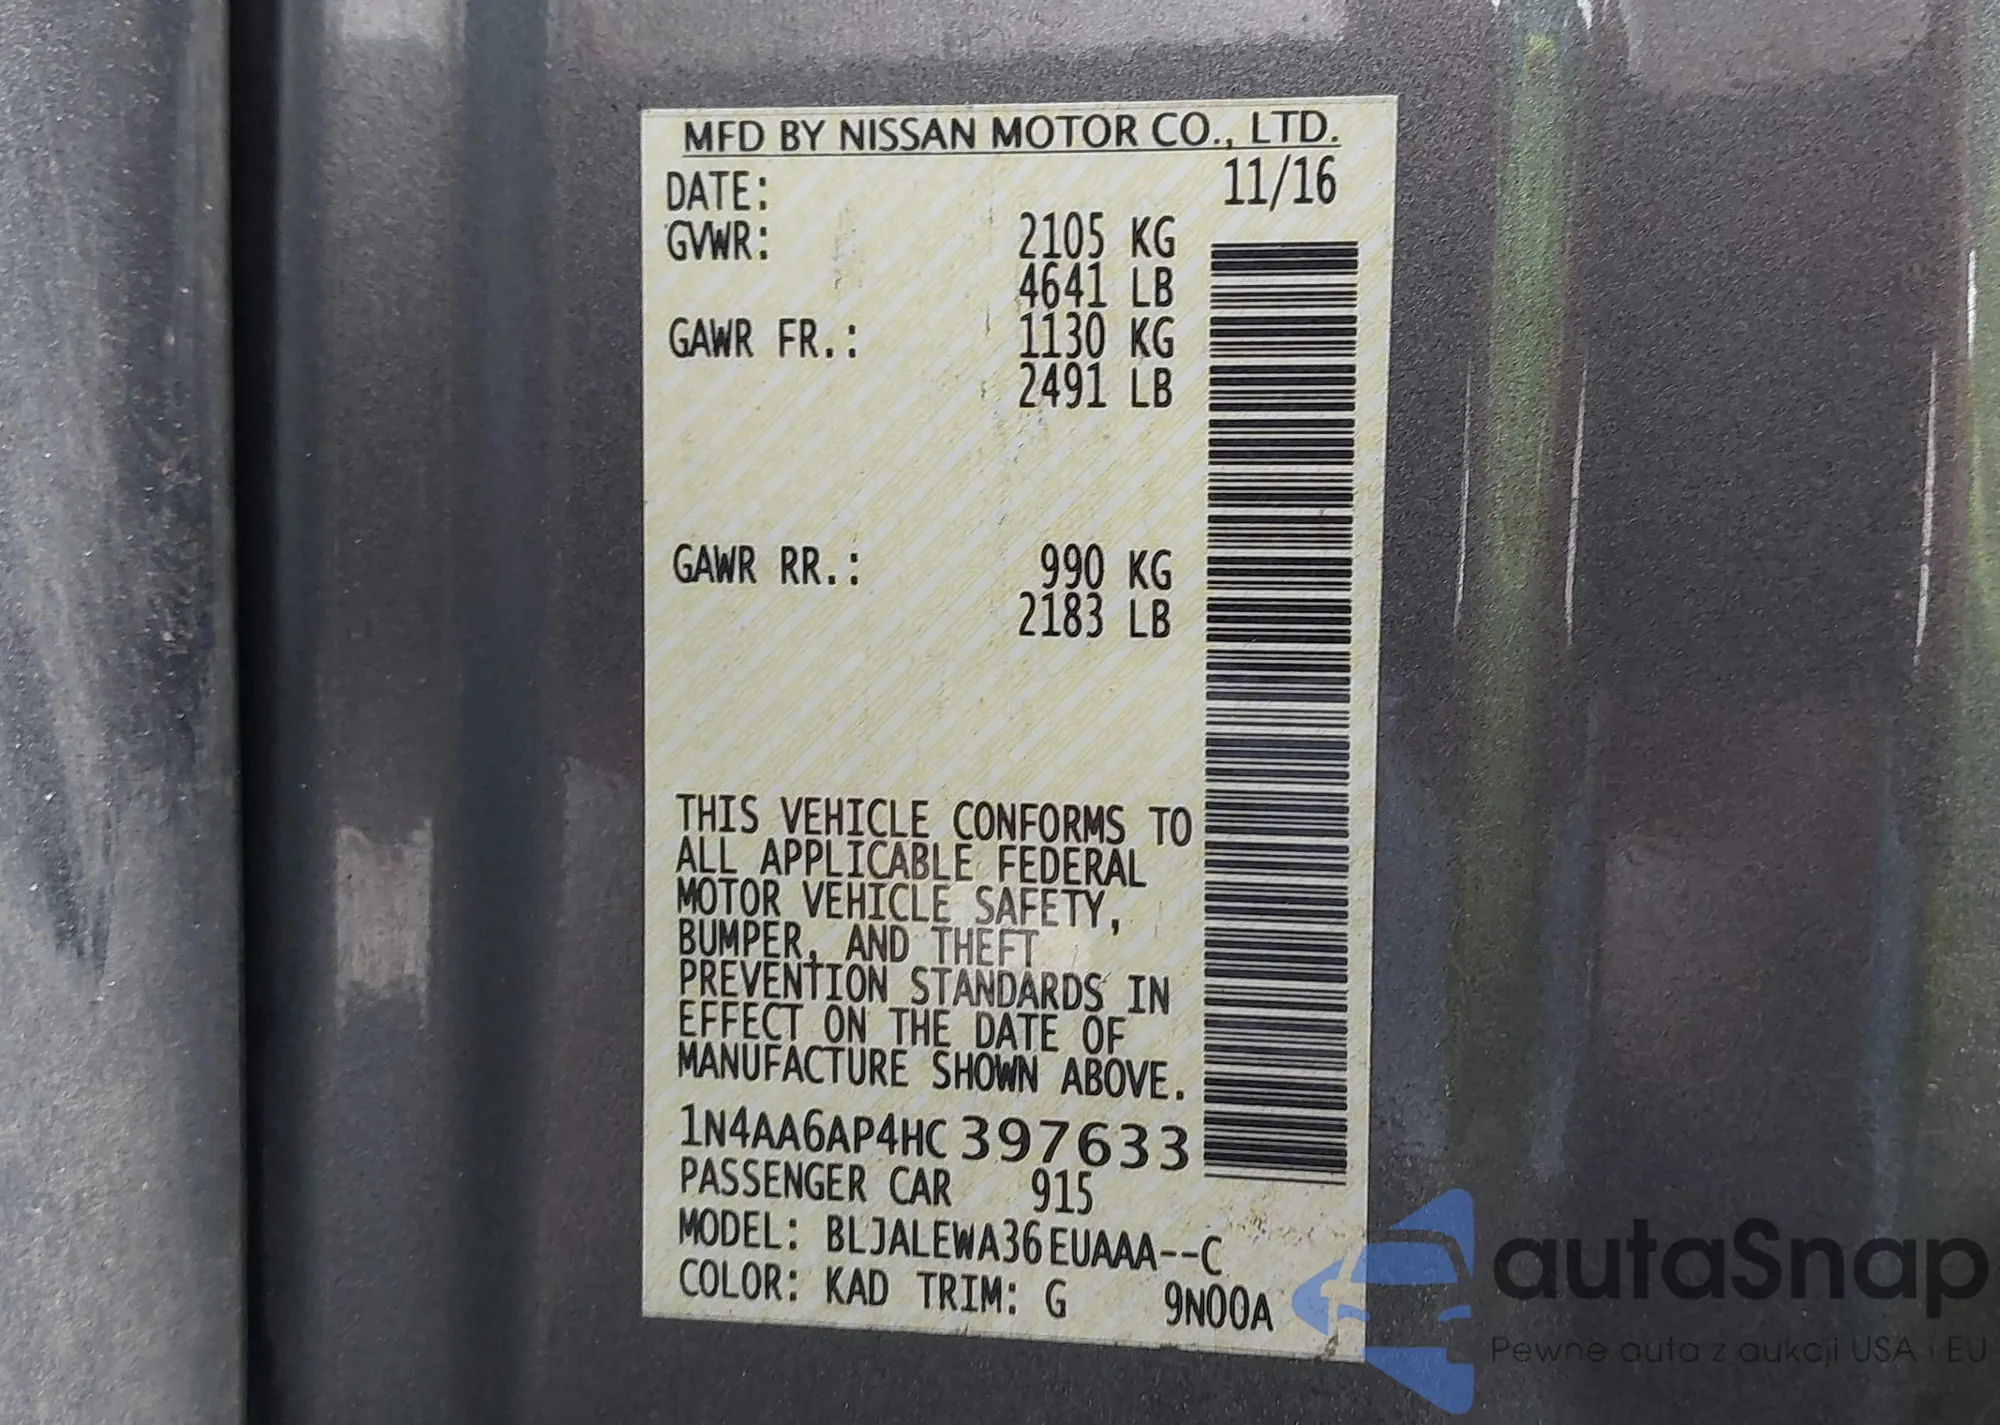 MFD BY NISSAN MOTOR CO., LTD.
DATE: 11/16
GVWR: 2105 KG
4641 LB
GAWR FR.: 1130 KG
2491 LB
GAWR RR.: 990 KG
2183 LB
THIS VEHICLE CONFORMS TO
ALL APPLICABLE FEDERAL
MOTOR VEHICLE SAFETY,
BUMPER, AND THEFT
PREVENTION STANDARDS IN
EFFECT ON THE DATE OF
MANUFACTURE SHOWN ABOVE.
1N4AA6AP4HC397633
PASSENGER CAR 915
MODEL: BLJALEWA36EUAAA--C
COLOR: KAD TRIM: G 9N00A
autaSnap
Pewne auta z aukcji USA i EU